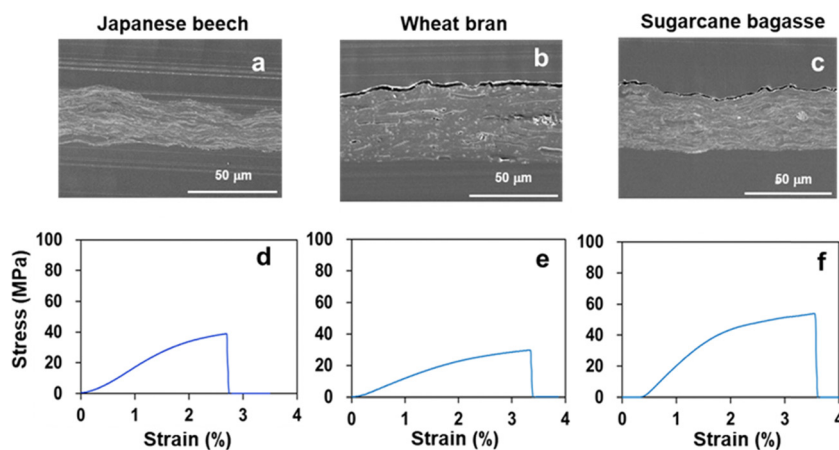 Japanese beech
Wheat bran
Sugarcane bagasse
a
b
c
50 μm
50 μm
50 μm
d
e
f
Stress (MPa)
100
80
60
40
20
0
0 1 2 3 4
Strain (%)
100
80
60
40
20
0
0 1 2 3 4
Strain (%)
100
80
60
40
20
0
0 1 2 3 4
Strain (%)